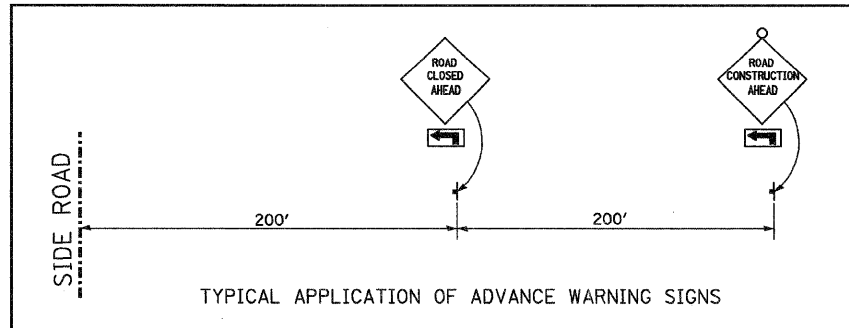 ROAD
CLOSED
AHEAD
ROAD
CONSTRUCTION
AHEAD
SIDE ROAD
200'
200'
TYPICAL APPLICATION OF ADVANCE WARNING SIGNS